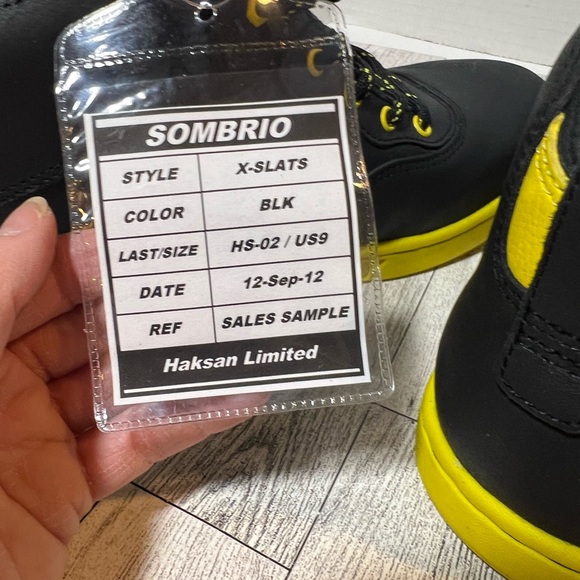 SOMBRIO
STYLE X-SLATS
COLOR BLK
LAST/SIZE HS-02 / US9
DATE 12-Sep-12
REF SALES SAMPLE
Haksan Limited